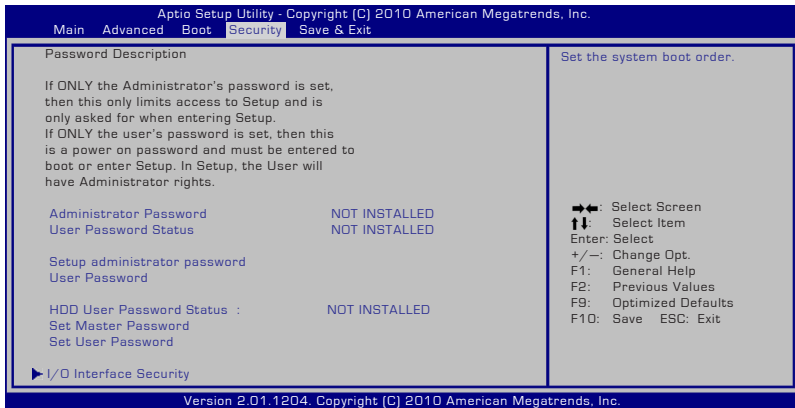 Aptio Setup Utility - Copyright (C) 2010 American Megatrends, Inc.
Main Advanced Boot Security Save & Exit
Password Description
If ONLY the Administrator's password is set,
then this only limits access to Setup and is
only asked for when entering Setup.
If ONLY the user's password is set, then this
is a power on password and must be entered to
boot or enter Setup. In Setup, the User will
have Administrator rights.
Administrator Password NOT INSTALLED
User Password Status NOT INSTALLED
Setup administrator password
User Password
HDD User Password Status : NOT INSTALLED
Set Master Password
Set User Password
I/O Interface Security
Set the system boot order.
→←: Select Screen
↑↓: Select Item
Enter: Select
+/—: Change Opt.
F1: General Help
F2: Previous Values
F9: Optimized Defaults
F10: Save ESC: Exit
Version 2.01.1204. Copyright (C) 2010 American Megatrends, Inc.